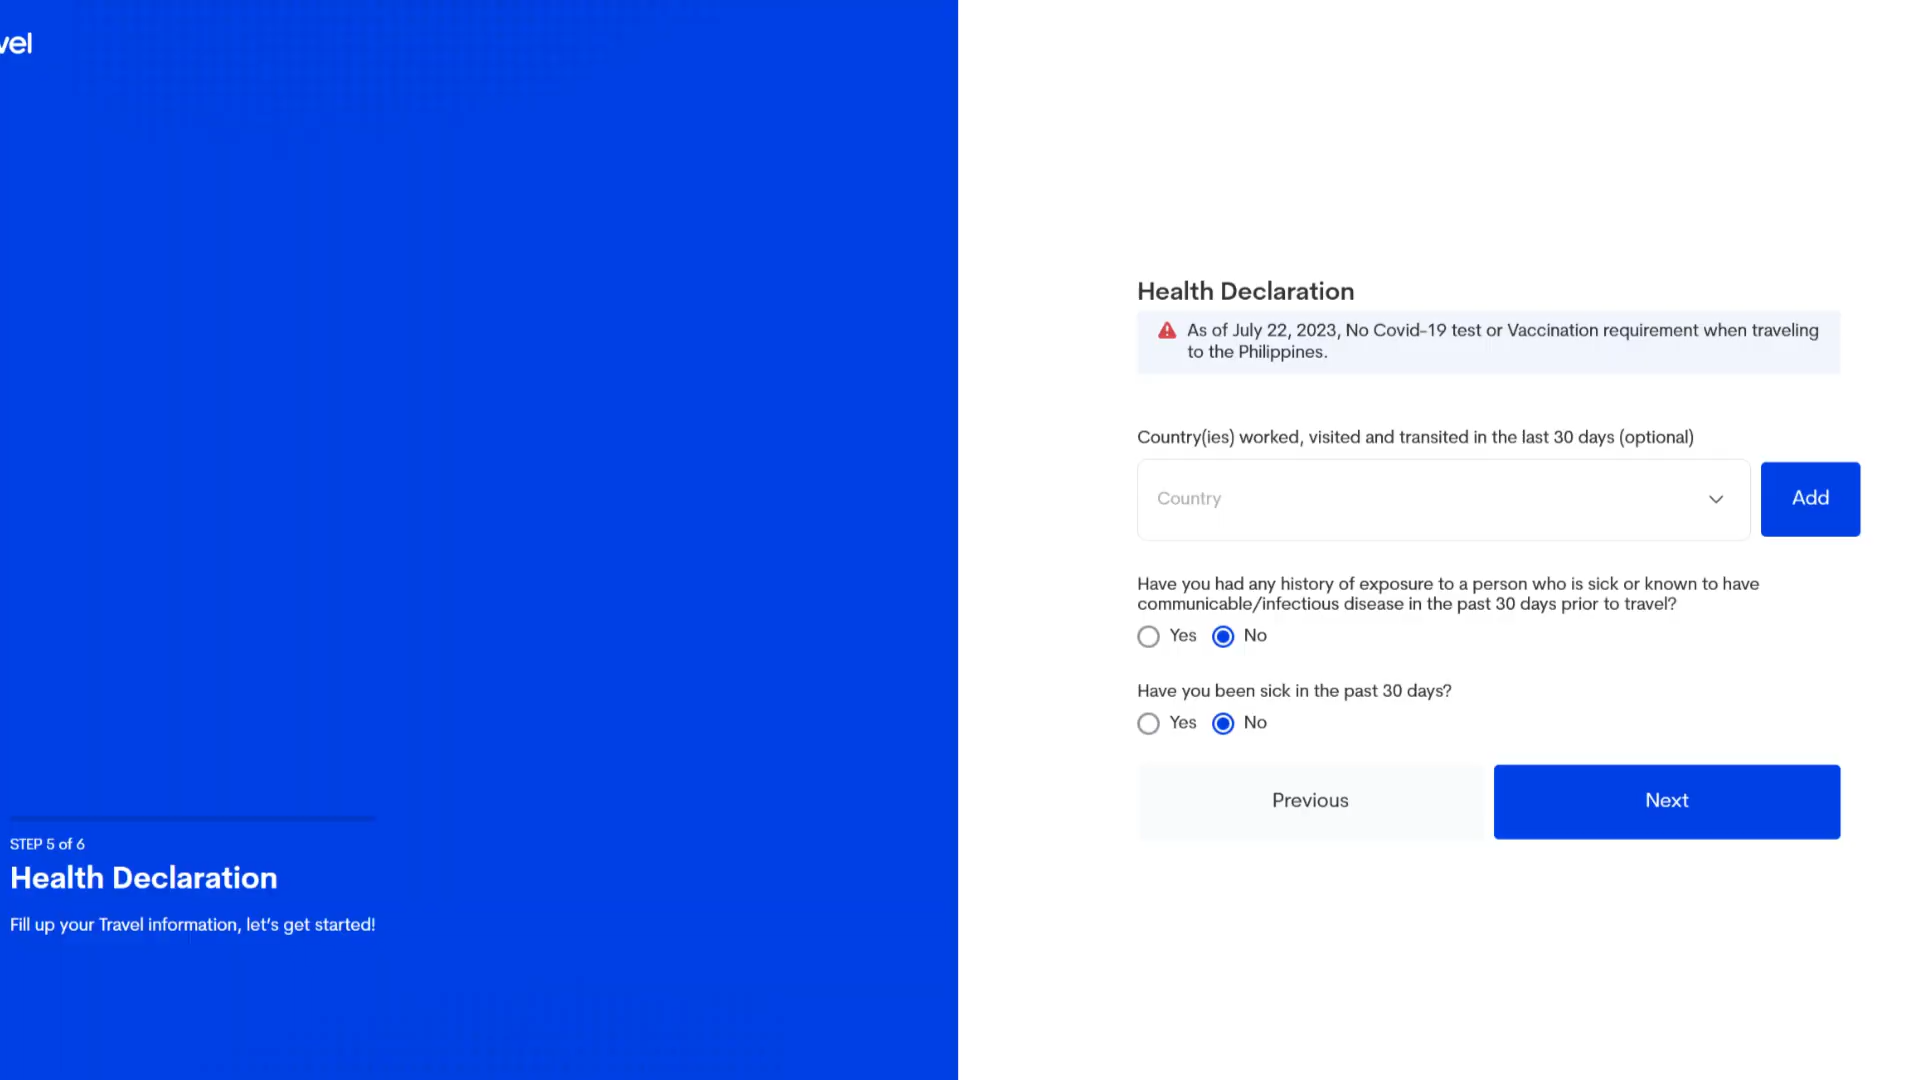 vel
STEP 5 of 6
Health Declaration
Fill up your Travel information, let's get started!
Health Declaration
As of July 22, 2023, No Covid-19 test or Vaccination requirement when traveling
to the Philippines.
Country(ies) worked, visited and transited in the last 30 days (optional)
Country
Add
Have you had any history of exposure to a person who is sick or known to have
communicable/infectious disease in the past 30 days prior to travel?
Yes No
Have you been sick in the past 30 days?
Yes No
Previous Next